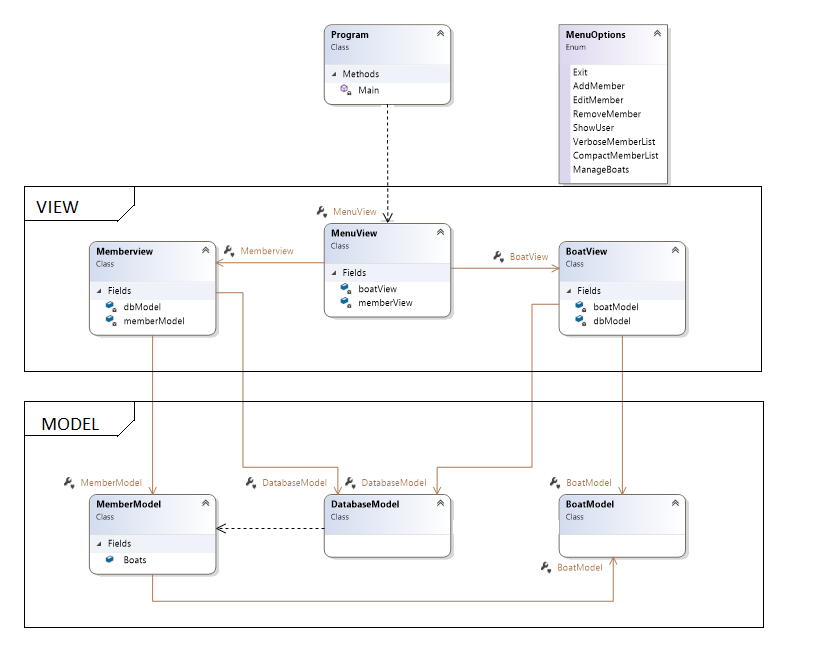 Program
Class
Methods
Main
MenuOptions
Enum
Exit
AddMember
EditMember
RemoveMember
ShowUser
VerboseMemberList
CompactMemberList
ManageBoats
VIEW
MenuView
MenuView
Class
Fields
boatView
memberView
Memberview
Class
Fields
dbModel
memberModel
Memberview
BoatView
BoatView
Class
Fields
boatModel
dbModel
MODEL
MemberModel
DatabaseModel
DatabaseModel
BoatModel
MemberModel
Class
Fields
Boats
DatabaseModel
Class
BoatModel
Class
BoatModel